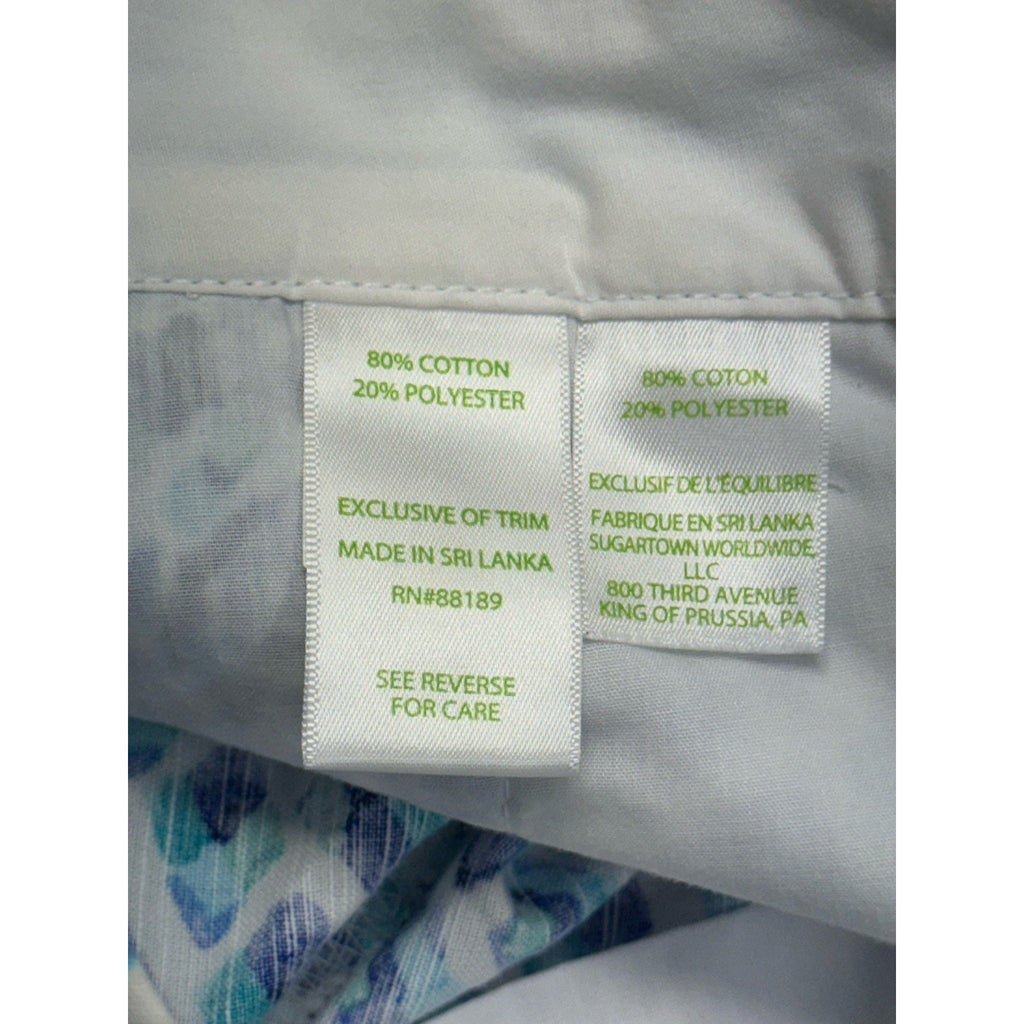 80% COTTON
20% POLYESTER
EXCLUSIVE OF TRIM
MADE IN SRI LANKA
RN#88189
SEE REVERSE
FOR CARE
80% COTON
20% POLYESTER
EXCLUSIF DE L'ÉQUILIBRE
FABRIQUE EN SRI LANKA
SUGARTOWN WORLDWIDE,
LLC
800 THIRD AVENUE
KING OF PRUSSIA, PA